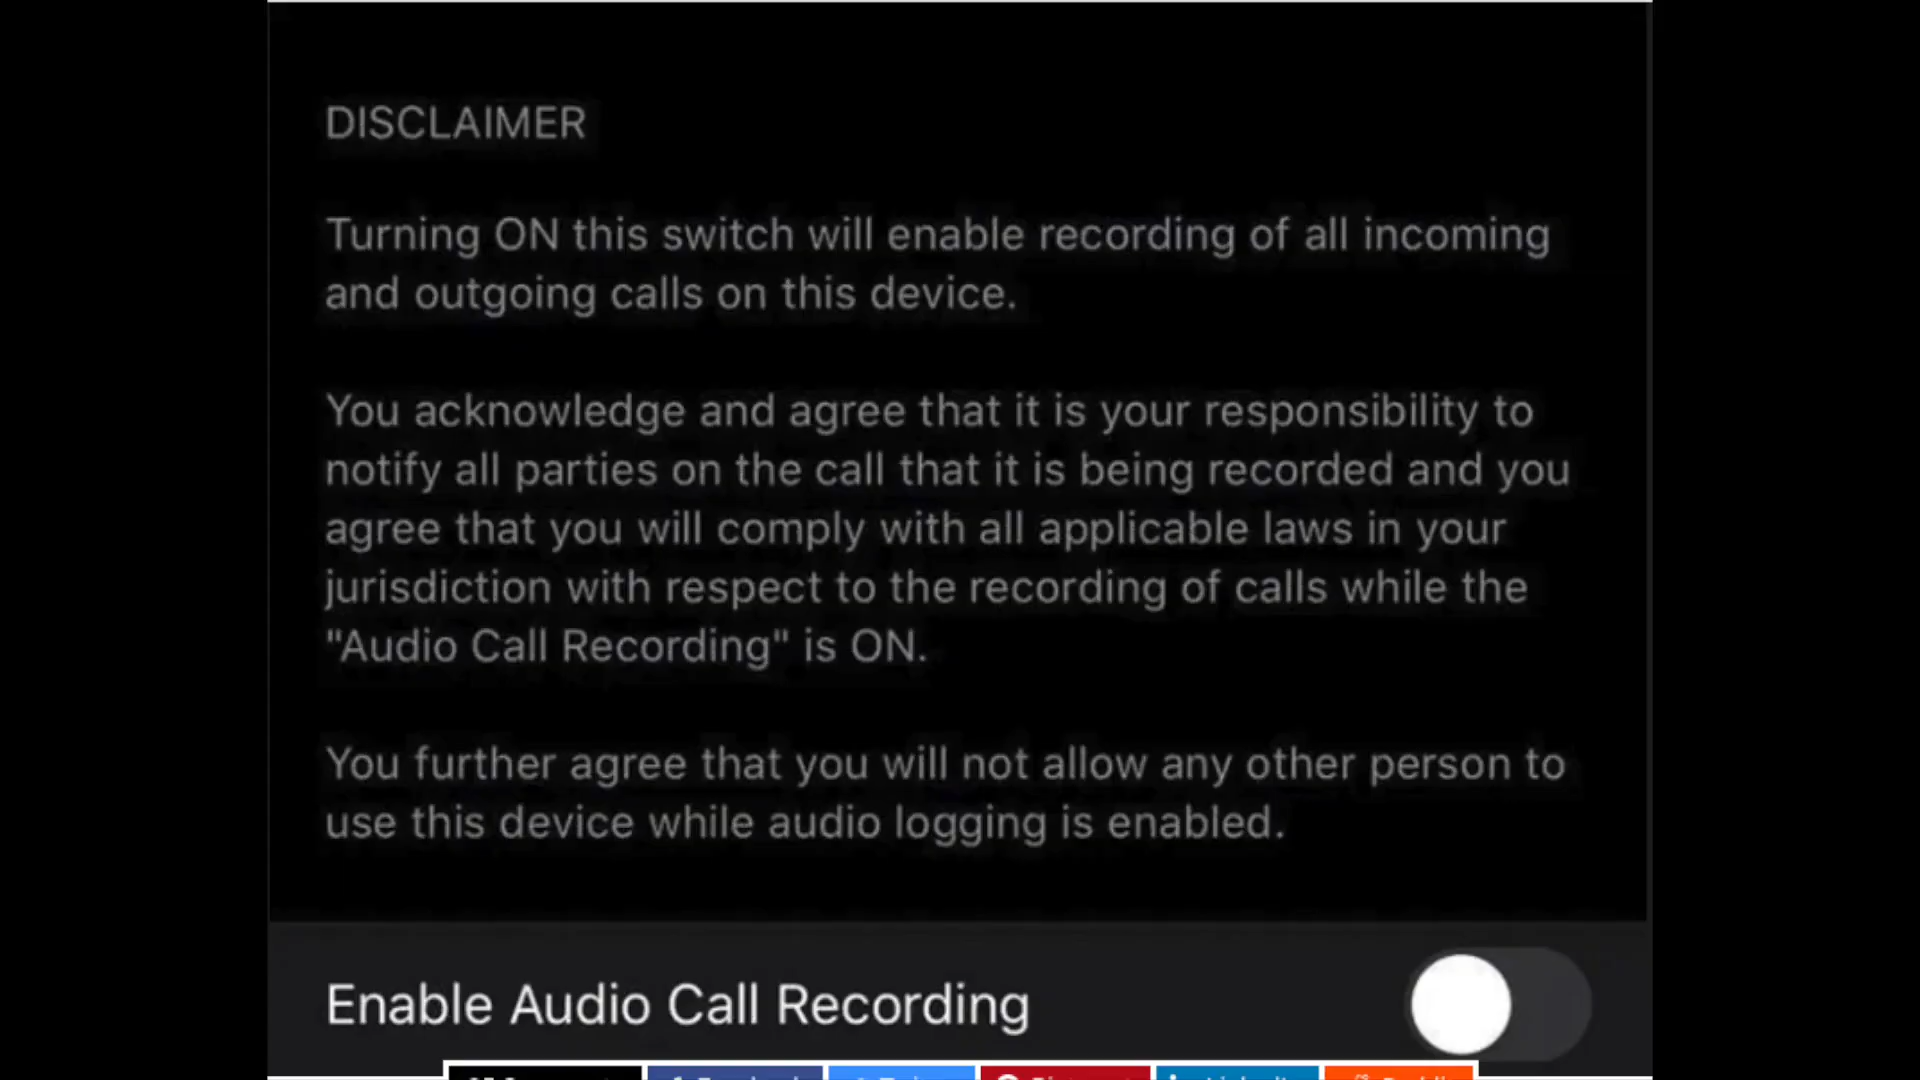 DISCLAIMER
Turning ON this switch will enable recording of all incoming
and outgoing calls on this device.
You acknowledge and agree that it is your responsibility to
notify all parties on the call that it is being recorded and you
agree that you will comply with all applicable laws in your
jurisdiction with respect to the recording of calls while the
"Audio Call Recording" is ON.
You further agree that you will not allow any other person to
use this device while audio logging is enabled.
Enable Audio Call Recording